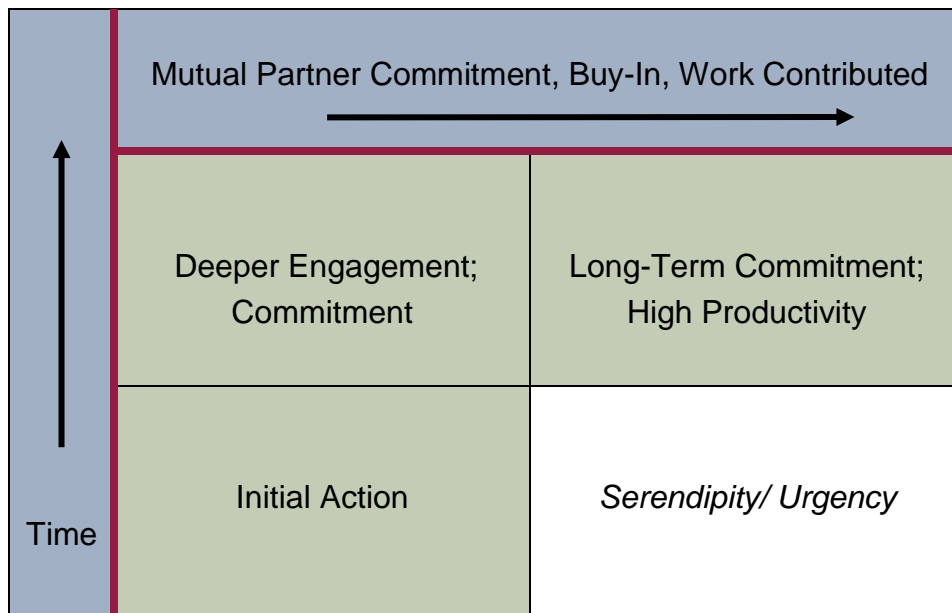 Mutual Partner Commitment, Buy-In, Work Contributed
Deeper Engagement;
Commitment
Long-Term Commitment;
High Productivity
Initial Action
Serendipity/ Urgency
Time